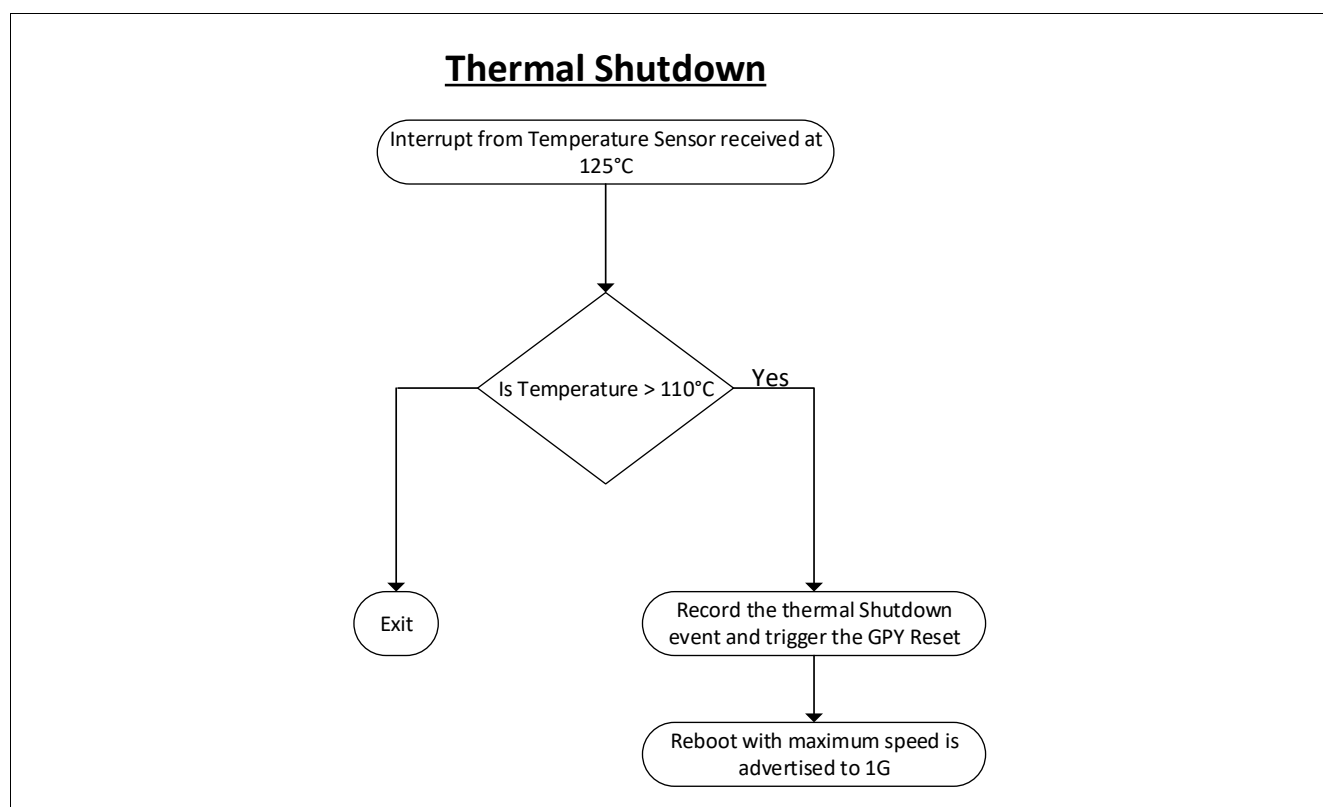 Thermal Shutdown
Interrupt from Temperature Sensor received at
125°C
Is Temperature > 110°C
Yes
Exit
Record the thermal Shutdown
event and trigger the GPY Reset
Reboot with maximum speed is
advertised to 1G